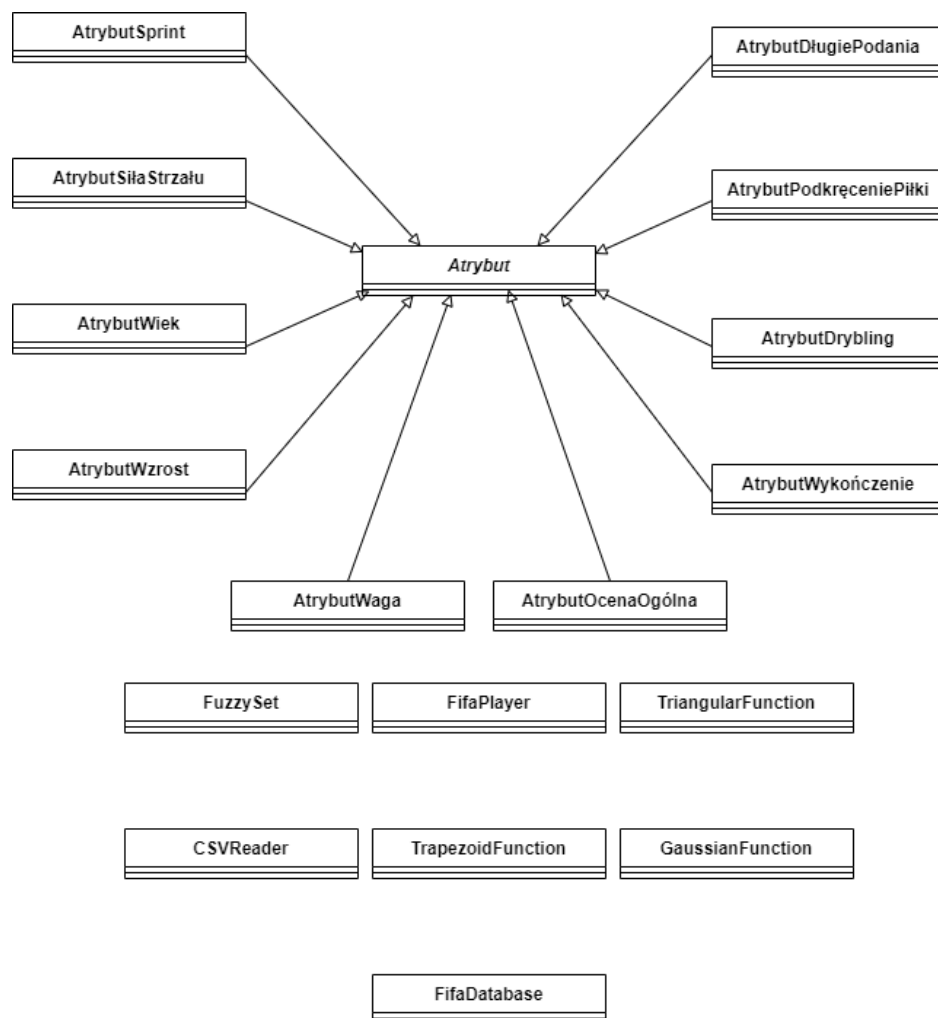 AtrybutSprint
AtrybutDługiePodania
AtrybutSiłaStrzału
AtrybutPodkręceniePiłki
Atrybut
AtrybutWiek
AtrybutDrybling
AtrybutWzrost
AtrybutWykończenie
AtrybutWaga
AtrybutOcenaOgólna
FuzzySet
FifaPlayer
TriangularFunction
CSVReader
TrapezoidFunction
GaussianFunction
FifaDatabase